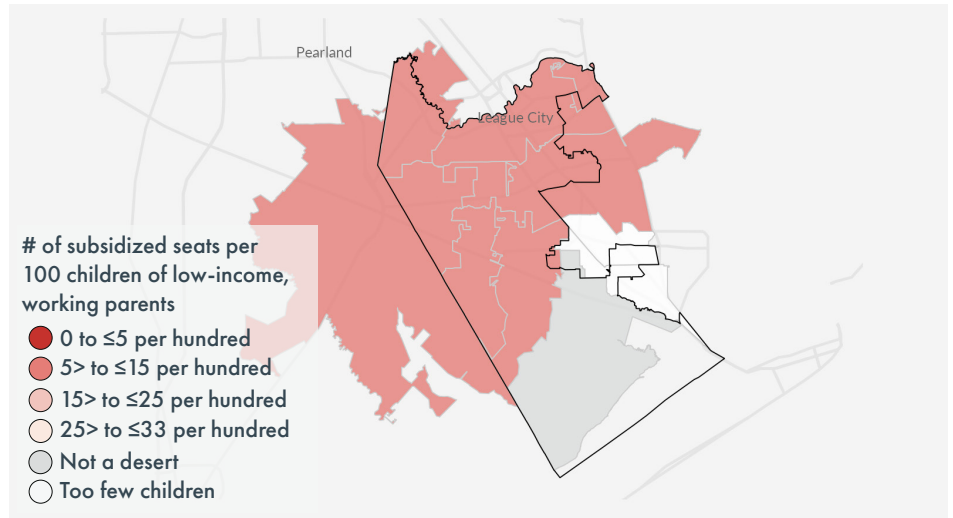 Pearland
League City
# of subsidized seats per
100 children of low-income,
working parents
0 to ≤5 per hundred
5> to ≤15 per hundred
15> to ≤25 per hundred
25> to ≤33 per hundred
Not a desert
Too few children